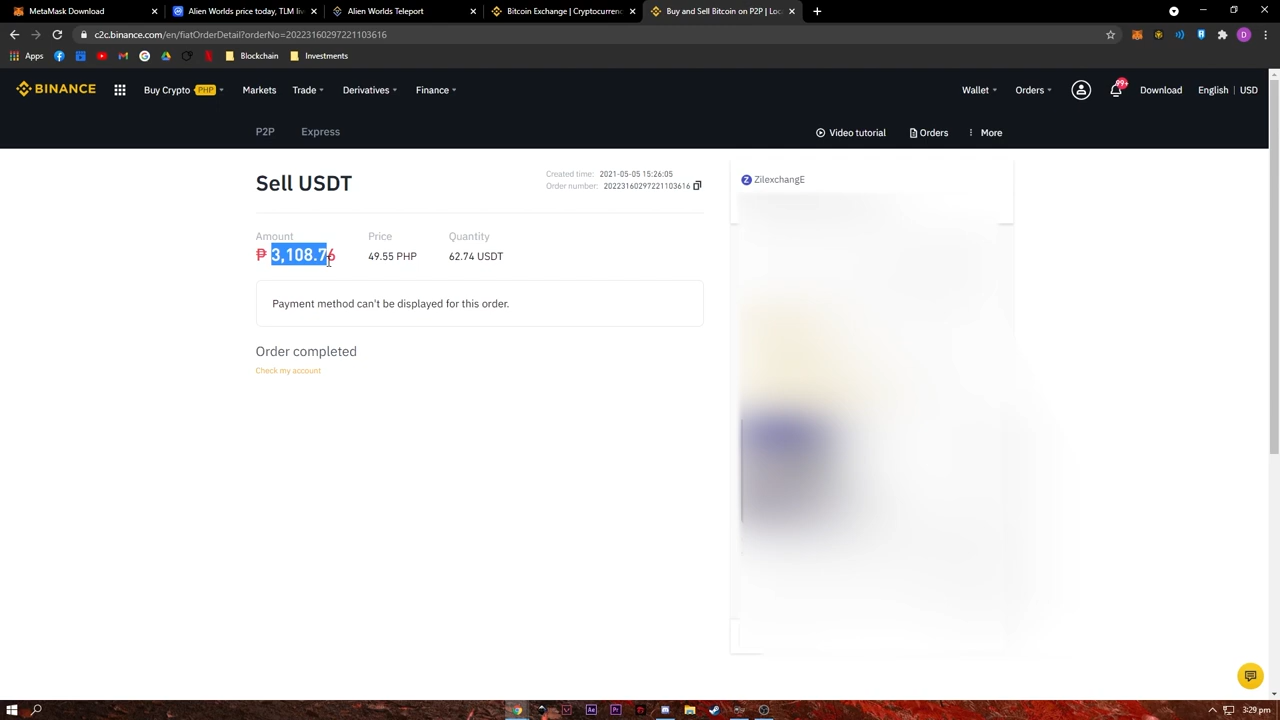 MetaMask Download
Alien Worlds price today, TLM liv
Alien Worlds Teleport
Bitcoin Exchange | Cryptocurrenc
Buy and Sell Bitcoin on P2P | Loc
c2c.binance.com/en/fiatOrderDetail?orderNo=20223160297221103616
Apps
Blockchain
Investments
BINANCE
Buy Crypto PHP
Markets
Trade
Derivatives
Finance
Wallet
Orders
99+
Download
English | USD
P2P
Express
Video tutorial
Orders
More
Sell USDT
Created time: 2021-05-05 15:26:05
Order number: 20223160297221103616
ZilexchangE
Amount
Price
Quantity
₱ 3,108.76
49.55 PHP
62.74 USDT
Payment method can't be displayed for this order.
Order completed
Check my account
3:29 pm